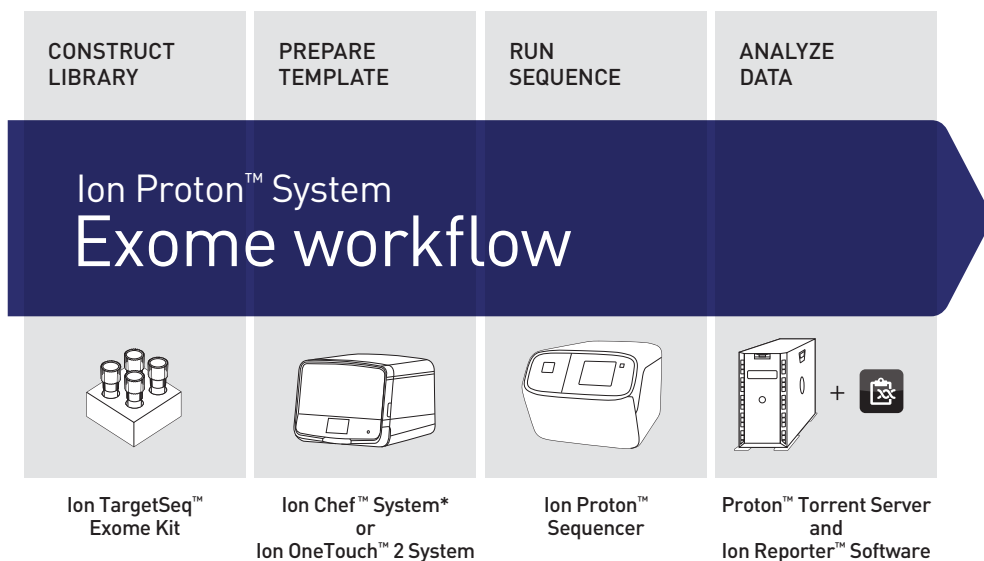 CONSTRUCT
LIBRARY
PREPARE
TEMPLATE
RUN
SEQUENCE
ANALYZE
DATA
Ion Proton™ System
Exome workflow
+
Ion TargetSeq™
Exome Kit
Ion Chef™ System*
or
Ion OneTouch™ 2 System
Ion Proton™
Sequencer
Proton™ Torrent Server
and
Ion Reporter™ Software